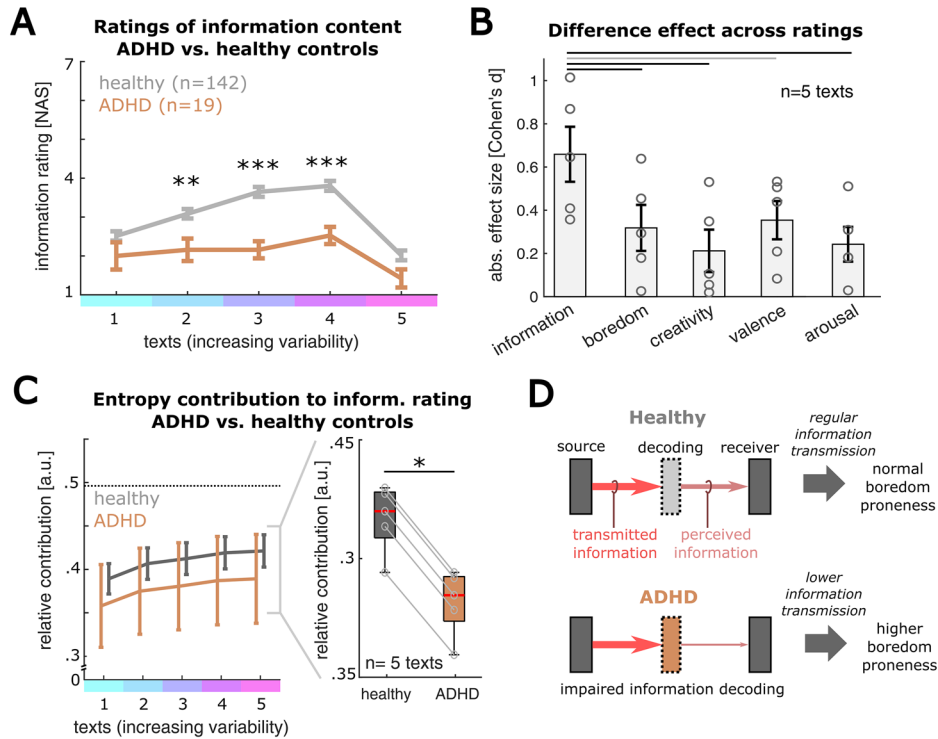 A
Ratings of information content
ADHD vs. healthy controls
information rating [NAS]
7
4
1
healthy (n=142)
ADHD (n=19)
**
***
***
1 2 3 4 5
texts (increasing variability)
B
Difference effect across ratings
n=5 texts
abs. effect size [Cohen's d]
1
0.8
0.6
0.4
0.2
0
information
boredom
creativity
valence
arousal
C
Entropy contribution to inform. rating
ADHD vs. healthy controls
relative contribution [a.u.]
.5
.4
.3
0
healthy
ADHD
1 2 3 4 5
texts (increasing variability)
relative contribution [a.u.]
.45
.3
.35
*
n= 5 texts
healthy ADHD
D
Healthy
source decoding receiver
transmitted
information
perceived
information
regular
information
transmission
normal
boredom
proneness
ADHD
impaired information decoding
lower
information
transmission
higher
boredom
proneness